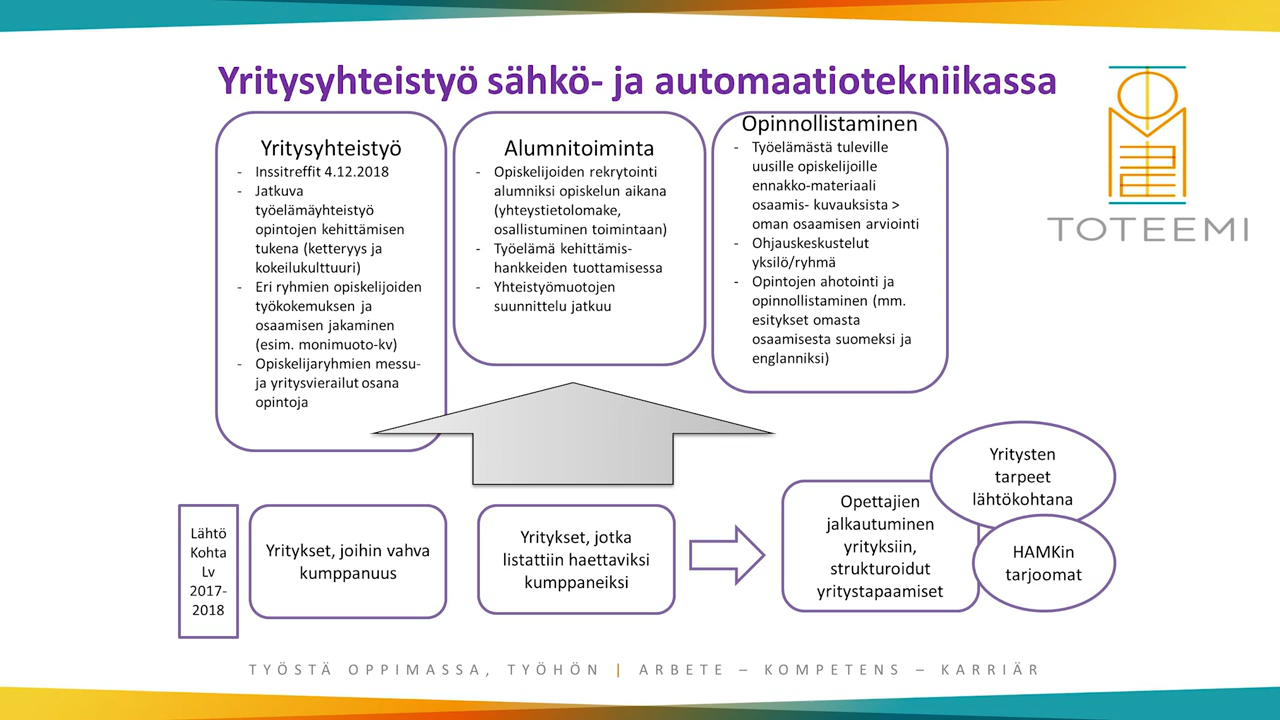 Yritysyhteistyö sähkö- ja automaatiotekniikassa
Yritysyhteistyö
- Inssitreffit 4.12.2018
- Jatkuva
työelämäyhteistyö
opintojen kehittämisen
tukena (ketteryys ja
kokeilukulttuuri)
- Eri ryhmien opiskelijoiden
työkokemuksen ja
osaamisen jakaminen
(esim. monimuoto-kv)
- Opiskelijaryhmien messu-
ja yritysvierailut osana
opintoja
Alumnitoiminta
- Opiskelijoiden rekrytointi
alumniksi opiskelun aikana
(yhteystietolomake,
osallistuminen toimintaan)
- Työelämä kehittämis-
hankkeiden tuottamisessa
- Yhteistyömuotojen
suunnittelu jatkuu
Opinnollistaminen
- Työelämästä tuleville
uusille opiskelijoille
ennakko-materiaali
osaamis- kuvauksista >
oman osaamisen arviointi
- Ohjauskeskustelut
yksilö/ryhmä
- Opintojen ahotointi ja
opinnollistaminen (mm.
esitykset omasta
osaamisesta suomeksi ja
englanniksi)
TOTEEMI
Lähtö
Kohta
Lv
2017-
2018
Yritykset, joihin vahva
kumppanuus
Yritykset, jotka
listattiin haettaviksi
kumppaneiksi
Opettajien
jalkautuminen
yrityksiin,
strukturoidut
yritystapaamiset
Yritysten
tarpeet
lähtökohtana
HAMKin
tarjoomat
TYÖSTÄ OPPIMASSA, TYÖHÖN | ARBETE – KOMPETENS – KARRIÄR